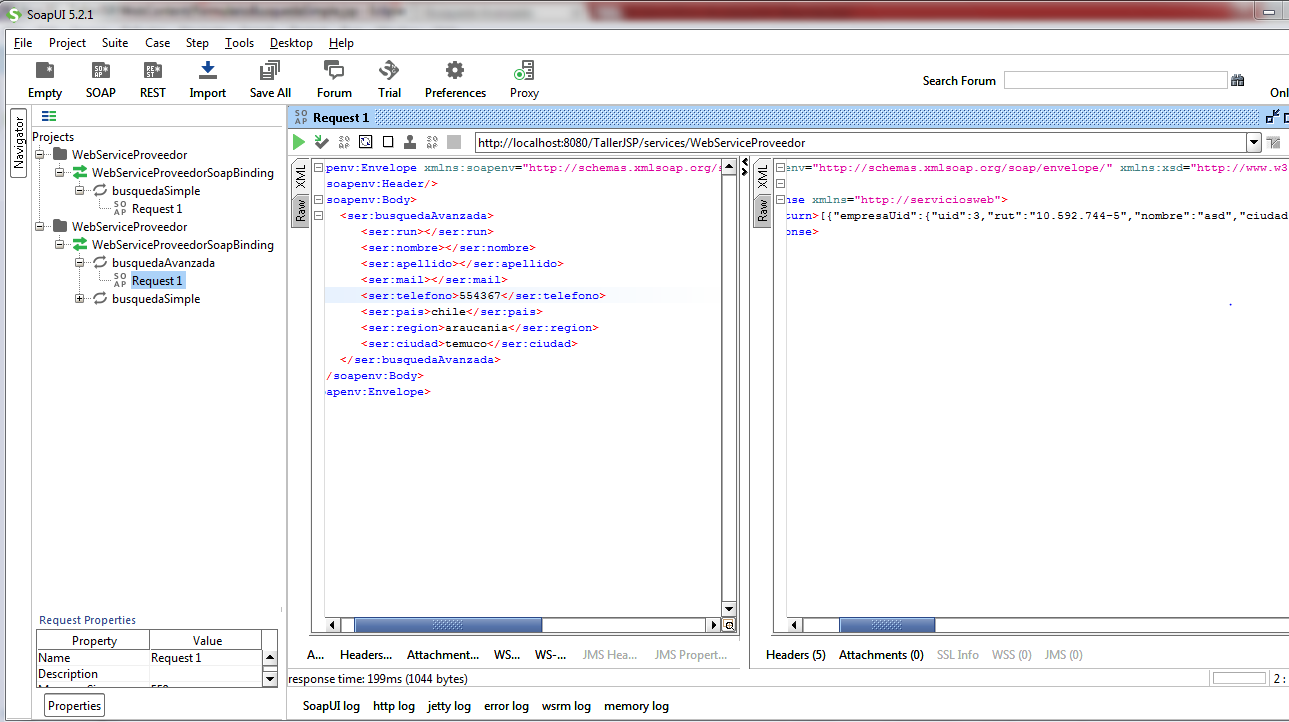 SoapUI 5.2.1
File Project Suite Case Step Tools Desktop Help
Empty SOAP REST Import Save All Forum Trial Preferences Proxy
Search Forum
Onl
Navigator
Projects
WebServiceProveedor
WebServiceProveedorSoapBinding
busquedaSimple
Request 1
WebServiceProveedor
WebServiceProveedorSoapBinding
busquedaAvanzada
Request 1
busquedaSimple
Request Properties
Property Value
Name Request 1
Description
Properties
Request 1
http://localhost:8080/TallerJSP/services/WebServiceProveedor
XML
Raw
penv:Envelope xmlns:soapenv="http://schemas.xmlsoap.org/s
soapenv:Header/>
soapenv:Body>
<ser:busquedaAvanzada>
<ser:run></ser:run>
<ser:nombre></ser:nombre>
<ser:apellido></ser:apellido>
<ser:mail></ser:mail>
<ser:telefono>554367</ser:telefono>
<ser:pais>chile</ser:pais>
<ser:region>araucania</ser:region>
<ser:ciudad>temuco</ser:ciudad>
</ser:busquedaAvanzada>
/soapenv:Body>
apenv:Envelope>
XML
Raw
env="http://schemas.xmlsoap.org/soap/envelope/" xmlns:xsd="http://www.w3
nse xmlns="http://serviciosweb">
turn>[{"empresaUid":{"uid":3,"rut":"10.592.744-5","nombre":"asd","ciudad
onse>
A... Headers... Attachment... WS... WS-... JMS Hea... JMS Propert...
Headers (5) Attachments (0) SSL Info WSS (0) JMS (0)
response time: 199ms (1044 bytes)
2 :
SoapUI log http log jetty log error log wsrm log memory log